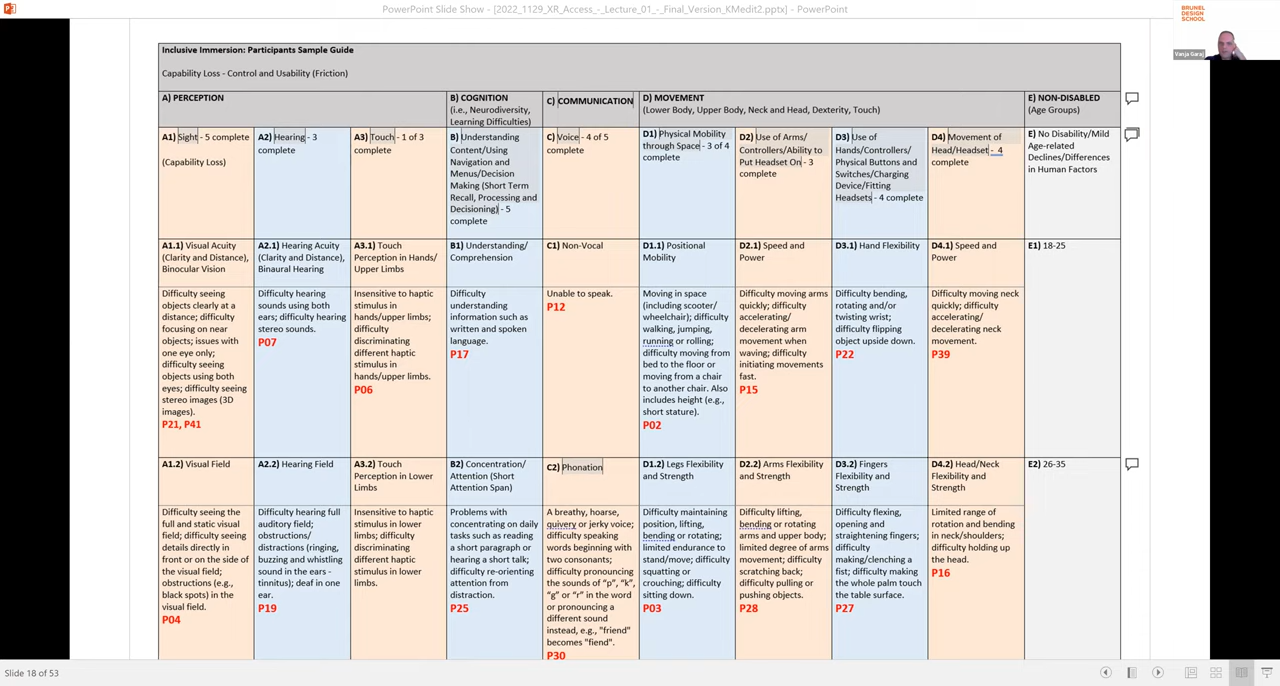 PowerPoint Slide Show - [2022_1129_XR_Access_-_Lecture_01_-_Final_Version_KMedit2.pptx] - PowerPoint
BRUNEL
DESIGN
SCHOOL
Vanja Garaj
Inclusive Immersion: Participants Sample Guide
Capability Loss - Control and Usability (Friction)
A) PERCEPTION
B) COGNITION
(i.e., Neurodiversity,
Learning Difficulties)
C) COMMUNICATION
D) MOVEMENT
(Lower Body, Upper Body, Neck and Head, Dexterity, Touch)
E) NON-DISABLED
(Age Groups)
A1) Sight - 5 complete
(Capability Loss)
A2) Hearing - 3
complete
A3) Touch - 1 of 3
complete
B) Understanding
Content/Using
Navigation and
Menus/Decision
Making (Short Term
Recall, Processing and
Decisioning) - 5
complete
C) Voice - 4 of 5
complete
D1) Physical Mobility
through Space - 3 of 4
complete
D2) Use of Arms/
Controllers/Ability to
Put Headset On - 3
complete
D3) Use of
Hands/Controllers/
Physical Buttons and
Switches/Charging
Device/Fitting
Headsets - 4 complete
D4) Movement of
Head/Headset - 4
complete
E) No Disability/Mild
Age-related
Declines/Differences
in Human Factors
A1.1) Visual Acuity
(Clarity and Distance),
Binocular Vision
A2.1) Hearing Acuity
(Clarity and Distance),
Binaural Hearing
A3.1) Touch
Perception in Hands/
Upper Limbs
B1) Understanding/
Comprehension
C1) Non-Vocal
D1.1) Positional
Mobility
D2.1) Speed and
Power
D3.1) Hand Flexibility
D4.1) Speed and
Power
E1) 18-25
Difficulty seeing
objects clearly at a
distance; difficulty
focusing on near
objects; issues with
one eye only;
difficulty seeing
objects using both
eyes; difficulty seeing
stereo images (3D
images).
P21, P41
Difficulty hearing
sounds using both
ears; difficulty hearing
stereo sounds.
P07
Insensitive to haptic
stimulus in
hands/upper limbs;
difficulty
discriminating
different haptic
stimulus in
hands/upper limbs.
P06
Difficulty
understanding
information such as
written and spoken
language.
P17
Unable to speak.
P12
Moving in space
(including scooter/
wheelchair); difficulty
walking, jumping,
running or rolling;
difficulty moving from
bed to the floor or
moving from a chair
to another chair. Also
includes height (e.g.,
short stature).
P02
Difficulty moving arms
quickly; difficulty
accelerating/
decelerating arm
movement when
waving; difficulty
initiating movements
fast.
P15
Difficulty bending,
rotating and/or
twisting wrist;
difficulty flipping
object upside down.
P22
Difficulty moving neck
quickly; difficulty
accelerating/
decelerating neck
movement.
P39
A1.2) Visual Field
A2.2) Hearing Field
A3.2) Touch
Perception in Lower
Limbs
B2) Concentration/
Attention (Short
Attention Span)
C2) Phonation
D1.2) Legs Flexibility
and Strength
D2.2) Arms Flexibility
and Strength
D3.2) Fingers
Flexibility and
Strength
D4.2) Head/Neck
Flexibility and
Strength
E2) 26-35
Difficulty seeing the
full and static visual
field; difficulty seeing
details directly in
front or on the side of
the visual field;
obstructions (e.g.,
black spots) in the
visual field.
P04
Difficulty hearing full
auditory field;
obstructions/
distractions (ringing,
buzzing and whistling
sound in the ears -
tinnitus); deaf in one
ear.
P19
Insensitive to haptic
stimulus in lower
limbs; difficulty
discriminating
different haptic
stimulus in lower
limbs.
Problems with
concentrating on daily
tasks such as reading
a short paragraph or
hearing a short talk;
difficulty re-orienting
attention from
distraction.
P25
A breathy, hoarse,
quivery or jerky voice;
difficulty speaking
words beginning with
two consonants;
difficulty pronouncing
the sounds of "p", "k",
"g" or "r" in the word
or pronouncing a
different sound
instead, e.g., "friend"
becomes "fiend".
P30
Difficulty maintaining
position, lifting,
bending or rotating;
limited endurance to
stand/move; difficulty
squatting or
crouching; difficulty
sitting down.
P03
Difficulty lifting,
bending or rotating
arms and upper body;
limited degree of arms
movement; difficulty
scratching back;
difficulty pulling or
pushing objects.
P28
Difficulty flexing,
opening and
straightening fingers;
difficulty
making/clenching a
fist; difficulty making
the whole palm touch
the table surface.
P27
Limited range of
rotation and bending
in neck/shoulders;
difficulty holding up
the head.
P16
Slide 18 of 53